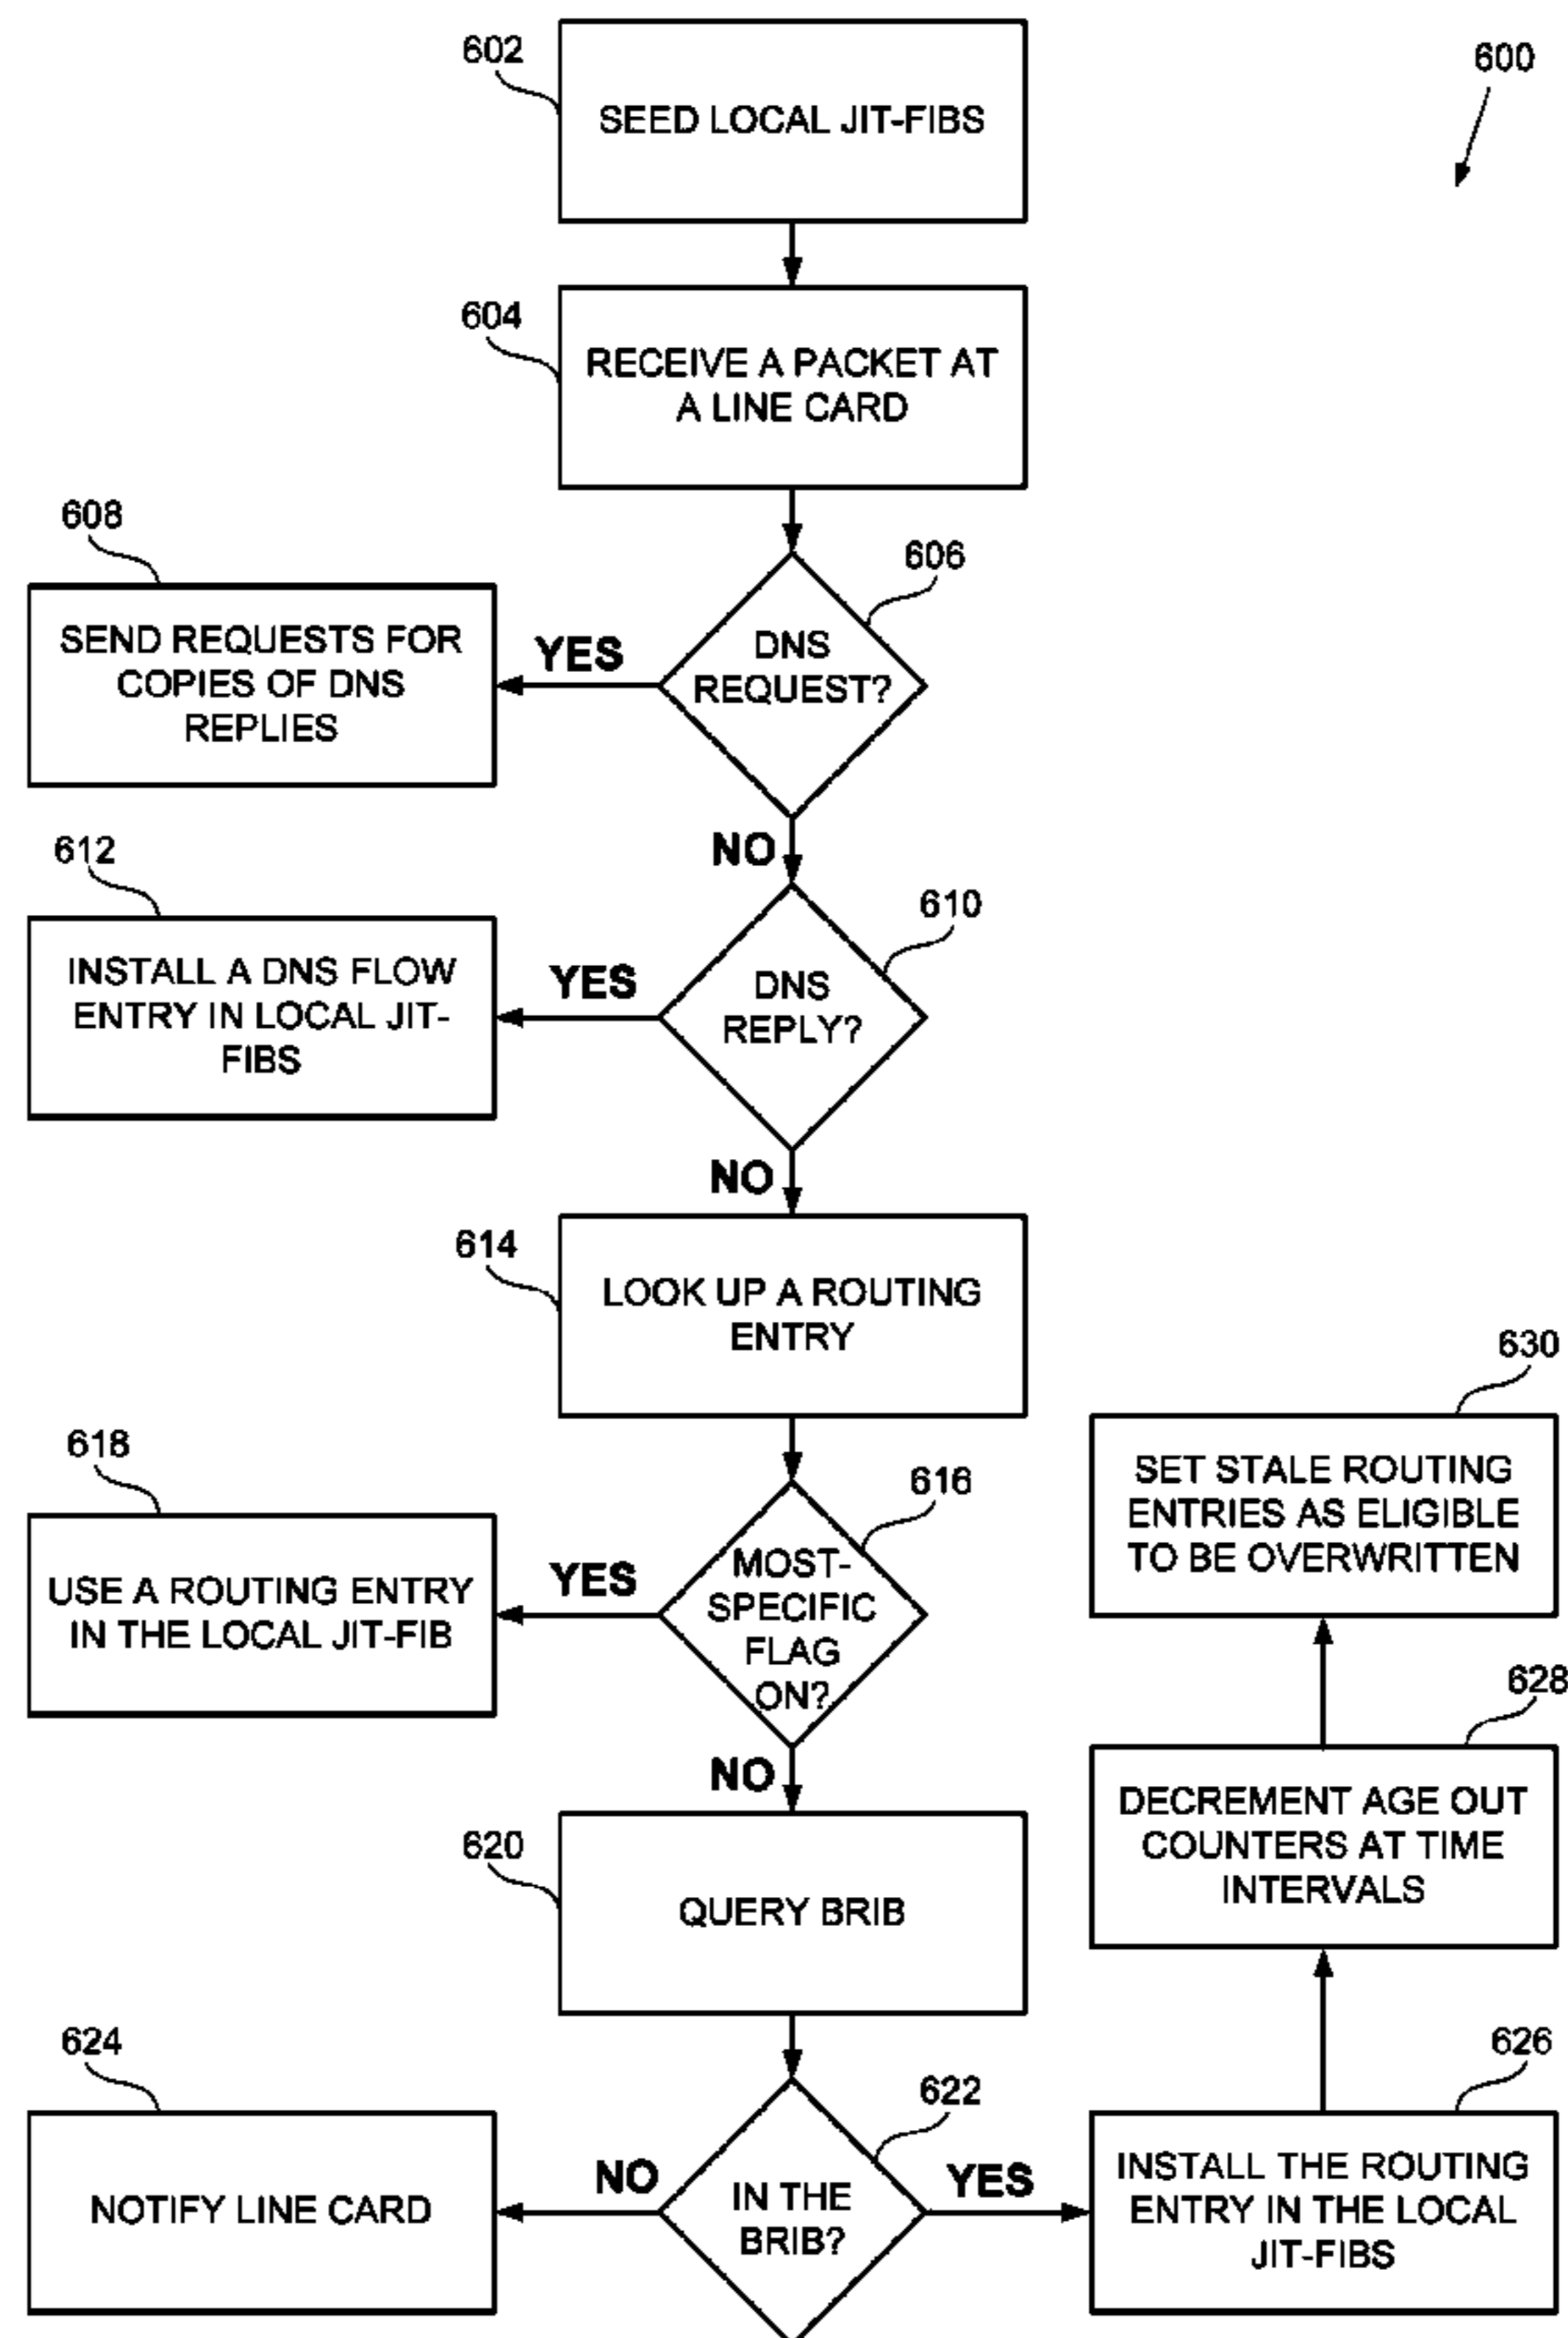 602
SEED LOCAL JIT-FIBS
600
604
RECEIVE A PACKET AT
A LINE CARD
606
DNS
REQUEST?
YES
608
SEND REQUESTS FOR
COPIES OF DNS
REPLIES
NO
610
DNS
REPLY?
YES
612
INSTALL A DNS FLOW
ENTRY IN LOCAL JIT-
FIBS
NO
614
LOOK UP A ROUTING
ENTRY
616
MOST-
SPECIFIC
FLAG
ON?
YES
618
USE A ROUTING ENTRY
IN THE LOCAL JIT-FIB
NO
620
QUERY BRIB
622
IN THE
BRIB?
NO
624
NOTIFY LINE CARD
YES
626
INSTALL THE ROUTING
ENTRY IN THE LOCAL
JIT-FIBS
628
DECREMENT AGE OUT
COUNTERS AT TIME
INTERVALS
630
SET STALE ROUTING
ENTRIES AS ELIGIBLE
TO BE OVERWRITTEN